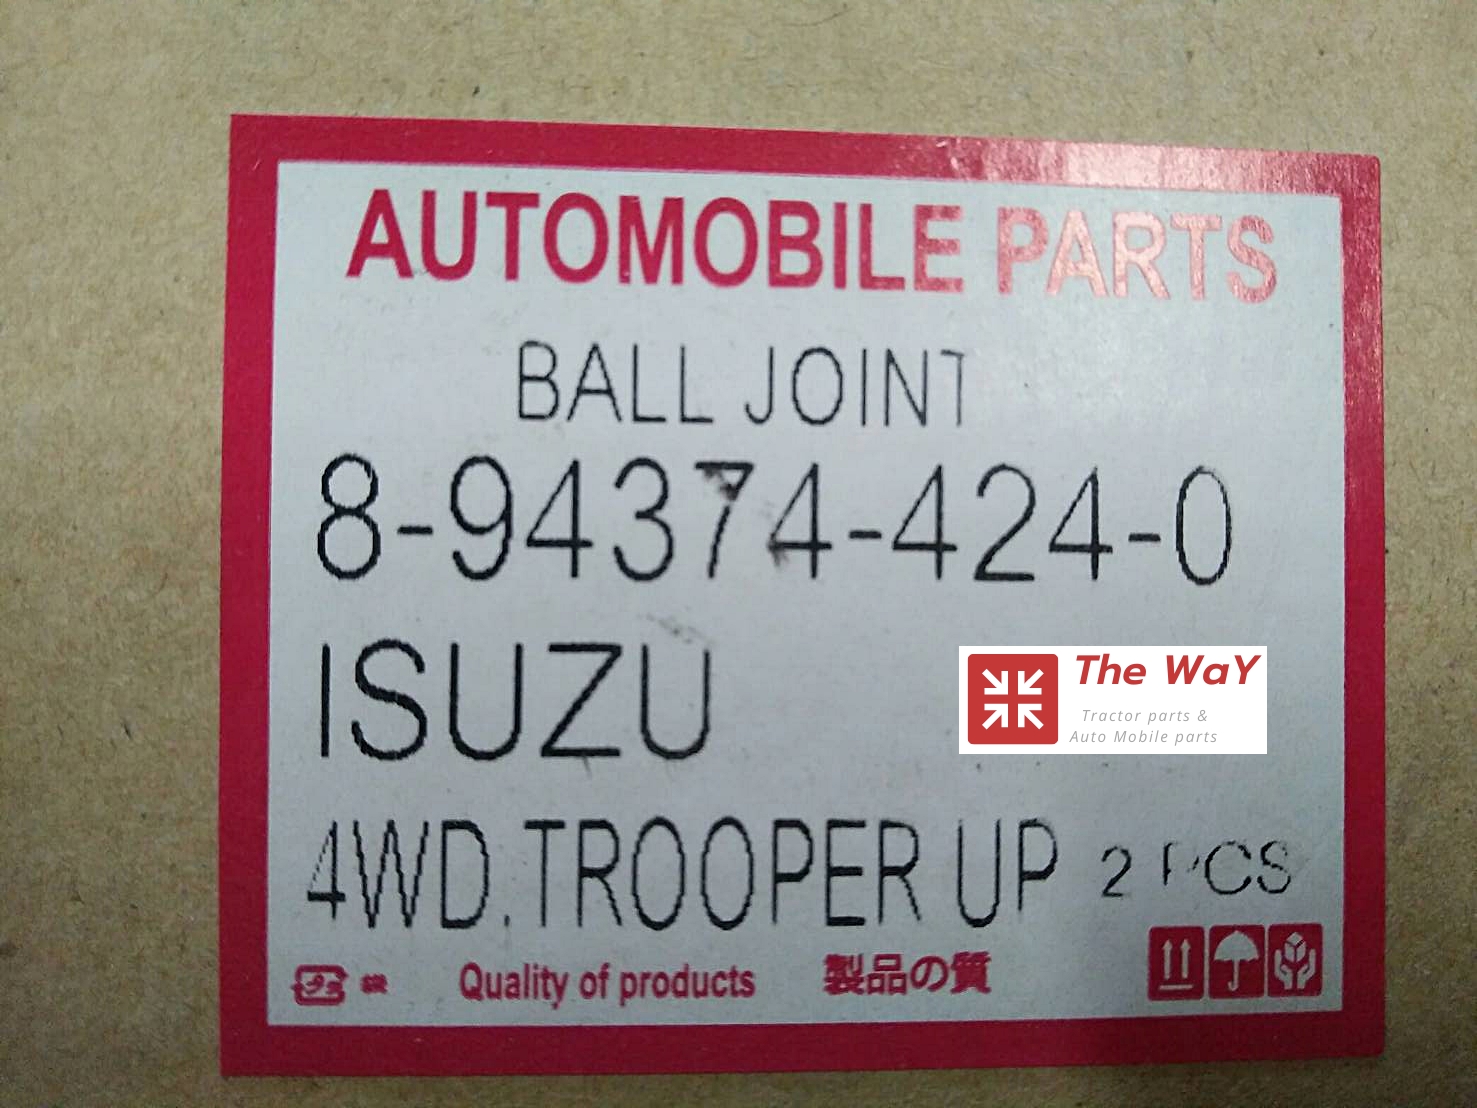 AUTOMOBILE PARTS
BALL JOINT
8-94374-424-0
ISUZU
The WaY
Tractor parts &
Auto Mobile parts
4WD.TROOPER UP 2 PCS
Quality of products 製品の質